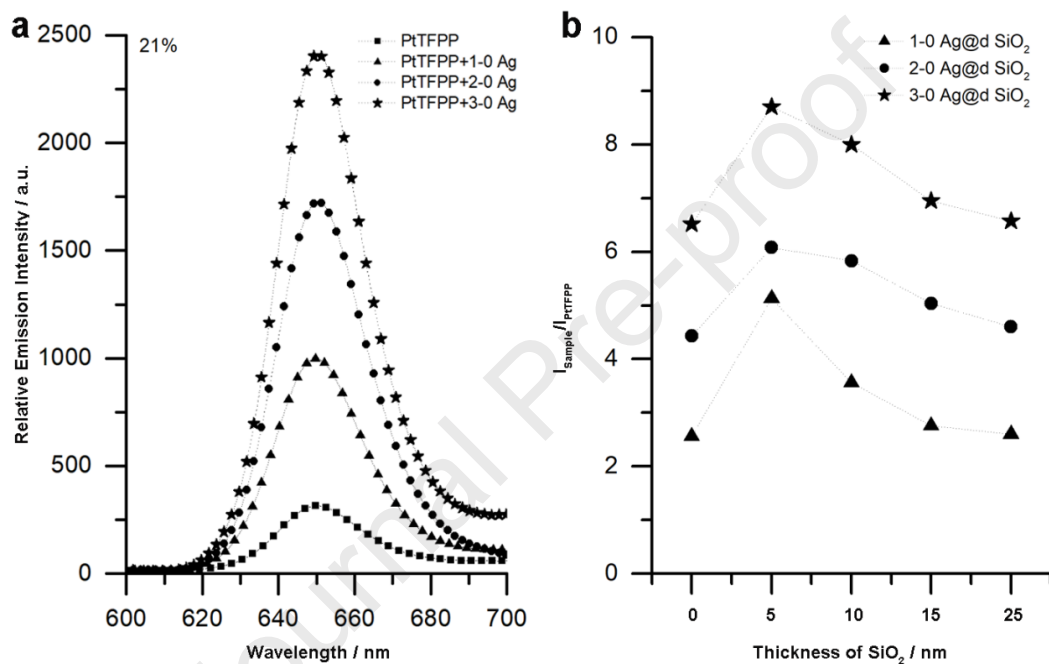 a
21%
PtTFPP
PtTFPP+1-0 Ag
PtTFPP+2-0 Ag
PtTFPP+3-0 Ag
2500
2000
1500
1000
500
0
Relative Emission Intensity / a.u.
600 620 640 660 680 700
Wavelength / nm
b
1-0 Ag@d SiO₂
2-0 Ag@d SiO₂
3-0 Ag@d SiO₂
10
8
6
4
2
0
I_Sample/I_PtTFPP
0 5 10 15 25
Thickness of SiO₂ / nm
Journal Pre-proof